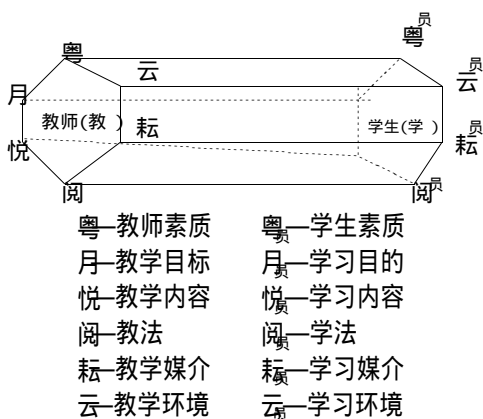 粤
粤员
月
云
云员
教师(教 )
耘
学生(学 )
耘员
悦
阅
阅员
粤—教师素质
粤员—学生素质
月—教学目标
月员—学习目的
悦—教学内容
悦员—学习内容
阅—教法
阅员—学法
耘—教学媒介
耘员—学习媒介
云—教学环境
云员—学习环境